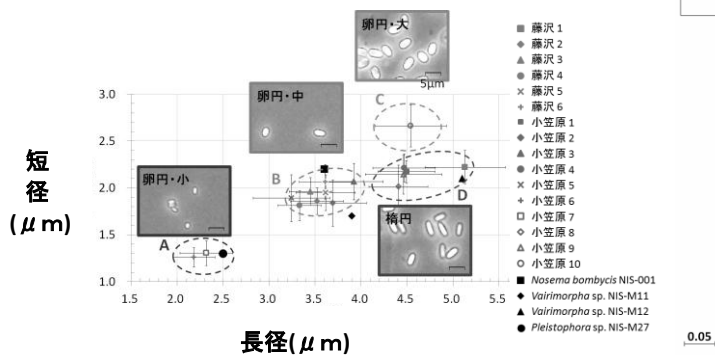 卵円・大
5μm
卵円・中
卵円・小
楕円
A
B
C
D
短径
(μm)
3.0
2.5
2.0
1.5
1.0
1.5
2.0
2.5
3.0
3.5
4.0
4.5
5.0
5.5
長径(μm)
藤沢 1
藤沢 2
藤沢 3
藤沢 4
藤沢 5
藤沢 6
小笠原 1
小笠原 2
小笠原 3
小笠原 4
小笠原 5
小笠原 6
小笠原 7
小笠原 8
小笠原 9
小笠原 10
Nosema bombycis NIS-001
Vairimorpha sp. NIS-M11
Vairimorpha sp. NIS-M12
Pleistophora sp. NIS-M27
0.05